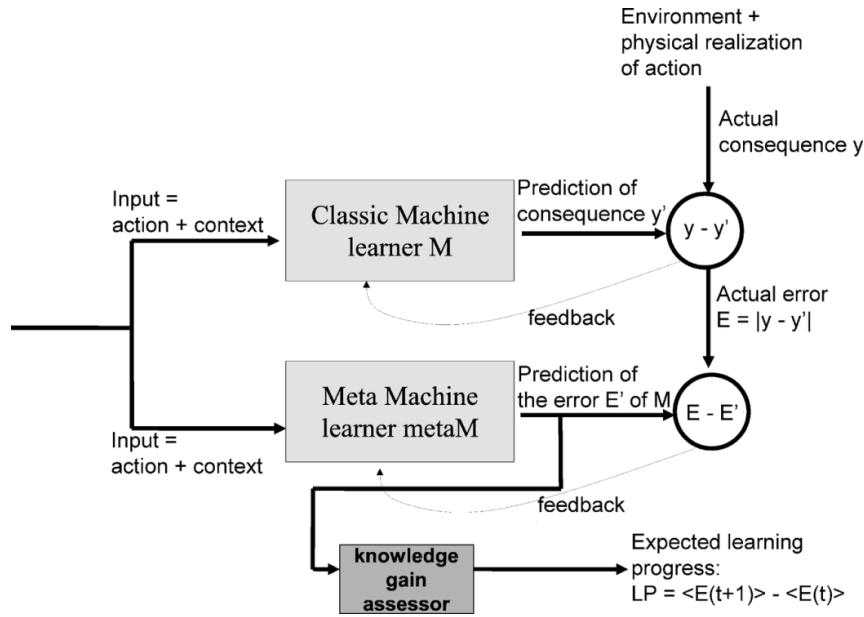 Environment +
physical realization
of action
Actual
consequence y
Input =
action + context
Classic Machine
learner M
Prediction of
consequence y’
y - y’
feedback
Actual error
E = |y - y’|
Input =
action + context
Meta Machine
learner metaM
Prediction of
the error E’ of M
E - E’
feedback
knowledge
gain
assessor
Expected learning
progress:
LP = <E(t+1)> - <E(t)>